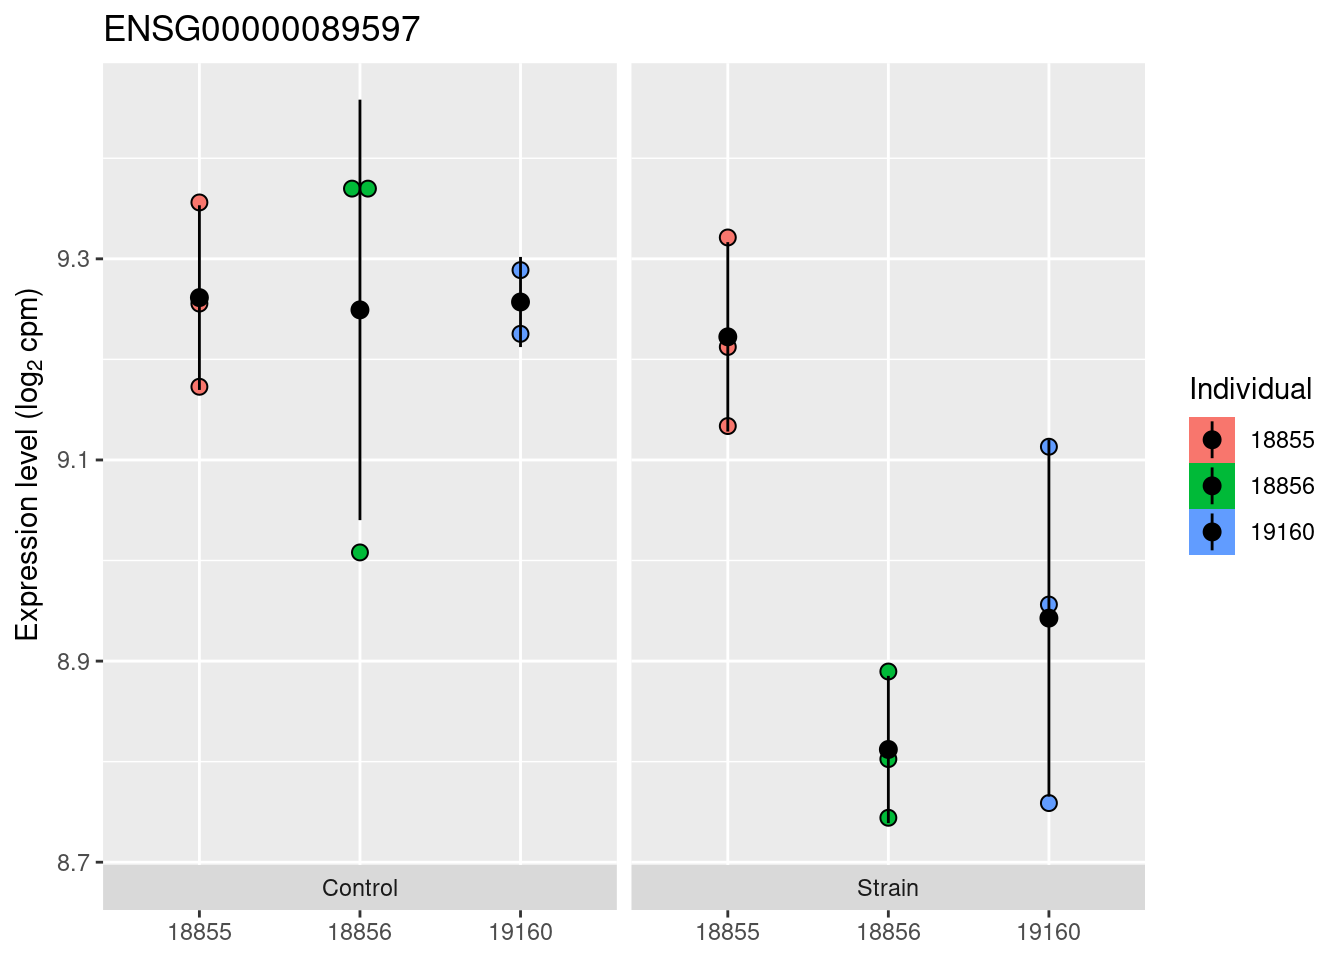 ENSG00000089597
Expression level (log₂ cpm)
9.3
9.1
8.9
8.7
Control
Strain
18855
18856
19160
18855
18856
19160
Individual
18855
18856
19160